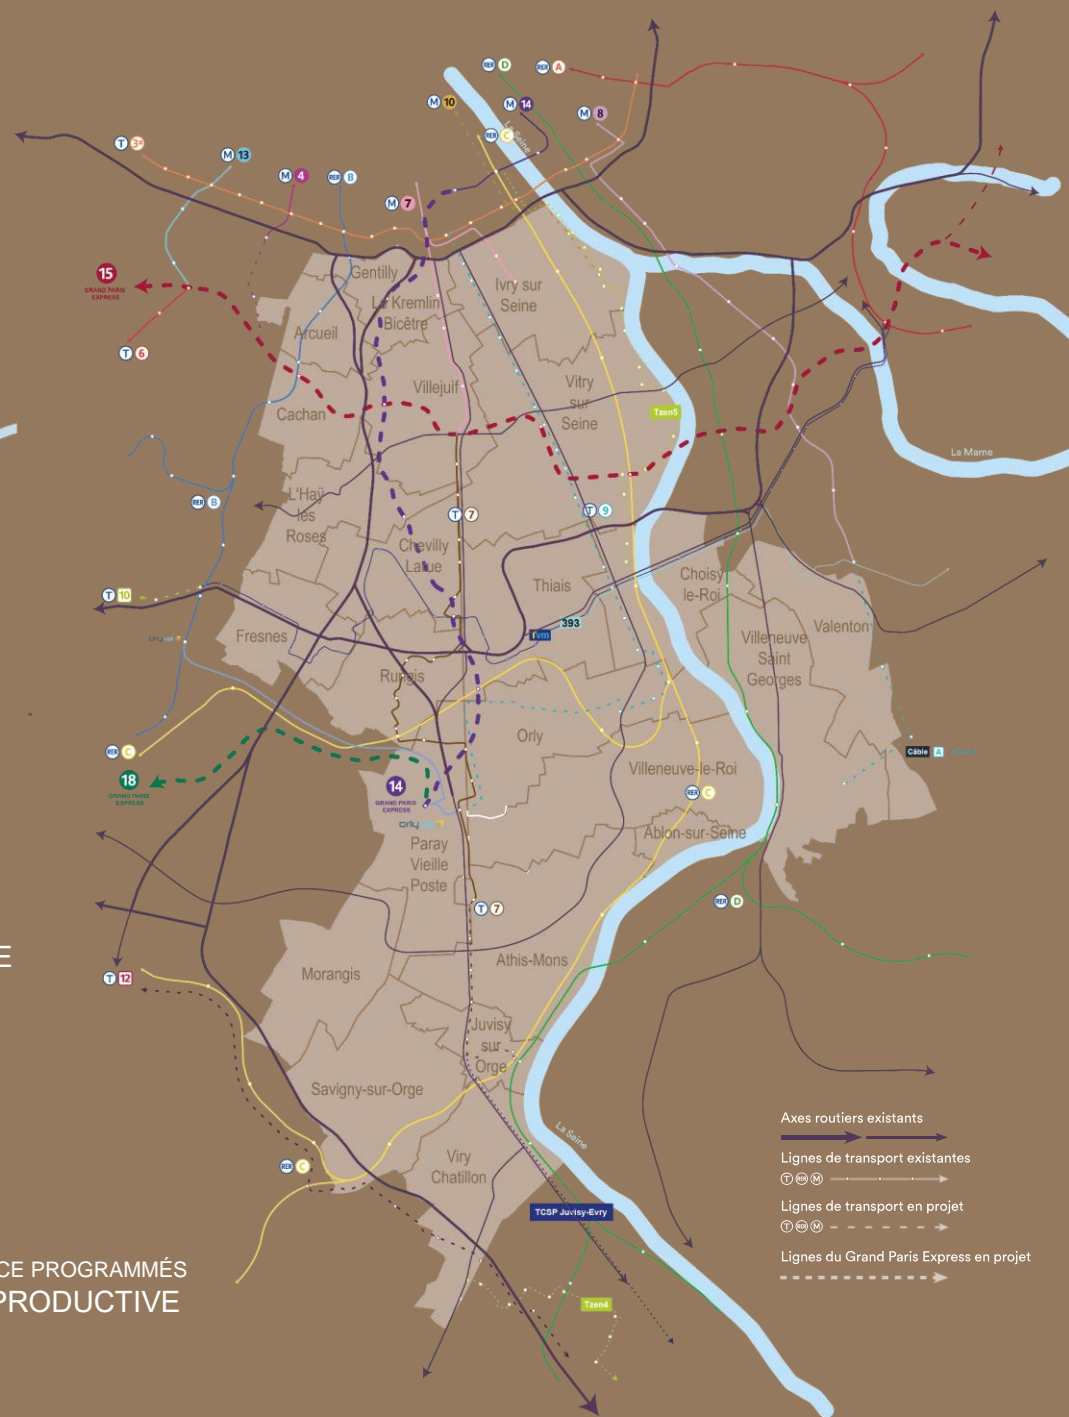 RER D
RER A
M 10
M 14
M 8
RER C
La Seine
T 3a
M 13
M 4
RER B
M 7
15
GRAND PARIS
EXPRESS
Gentilly
Le Kremlin
Bicêtre
Ivry sur
Seine
Arcueil
T 6
Villejuif
Vitry
sur
Seine
Cachan
Tzen5
La Marne
L'Haÿ
les
Roses
RER B
T 7
T 9
Chevilly
Larue
Thiais
Choisy
le-Roi
T 10
393
Tvm
Fresnes
Valenton
Villeneuve
Saint
Georges
Rungis
Orly
RER C
Câble A
18
GRAND PARIS
EXPRESS
14
GRAND PARIS
EXPRESS
Villeneuve-le-Roi
RER C
Ablon-sur-Seine
Paray
Vieille
Poste
T 7
RER D
E
Athis-Mons
Morangis
T 12
Juvisy
sur
Orge
Savigny-sur-Orge
La Seine
RER C
Viry
Chatillon
TCSP Juvisy-Evry
Tzen4
Axes routiers existants
Lignes de transport existantes
T RER M
Lignes de transport en projet
T RER M
Lignes du Grand Paris Express en projet
CE PROGRAMMÉS
PRODUCTIVE